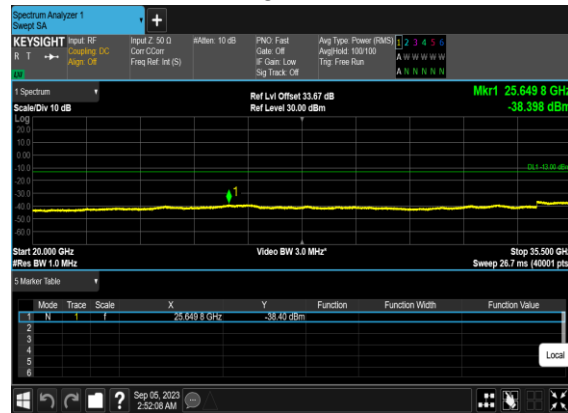 Spectrum Analyzer 1
Swept SA
+
KEYSIGHT Input: RF Input Z: 50 Ω #Atten: 10 dB PNO: Fast Avg Type: Power (RMS) 1 2 3 4 5 6
R T Coupling: DC Corr CCorr Gate: Off Avg|Hold: 100/100 A W W W W W
Align: Off Freq Ref: Int (S) IF Gain: Low Trig: Free Run
LXI Sig Track: Off A N N N N N
1 Spectrum Ref Lvl Offset 33.67 dB Mkr1 25.649 8 GHz
Scale/Div 10 dB Ref Level 30.00 dBm -38.398 dBm
Log
20.0
10.0
0.00
-10.0 DL1 -13.00 dBm
-20.0
-30.0 1
-40.0
-50.0
-60.0
Start 20.000 GHz Video BW 3.0 MHz* Stop 35.500 GHz
#Res BW 1.0 MHz Sweep 26.7 ms (40001 pts)
5 Marker Table
Mode Trace Scale X Y Function Function Width Function Value
1 N 1 f 25.649 8 GHz -38.40 dBm
2
3
4
5
6
Local
? Sep 05, 2023
2:52:08 AM